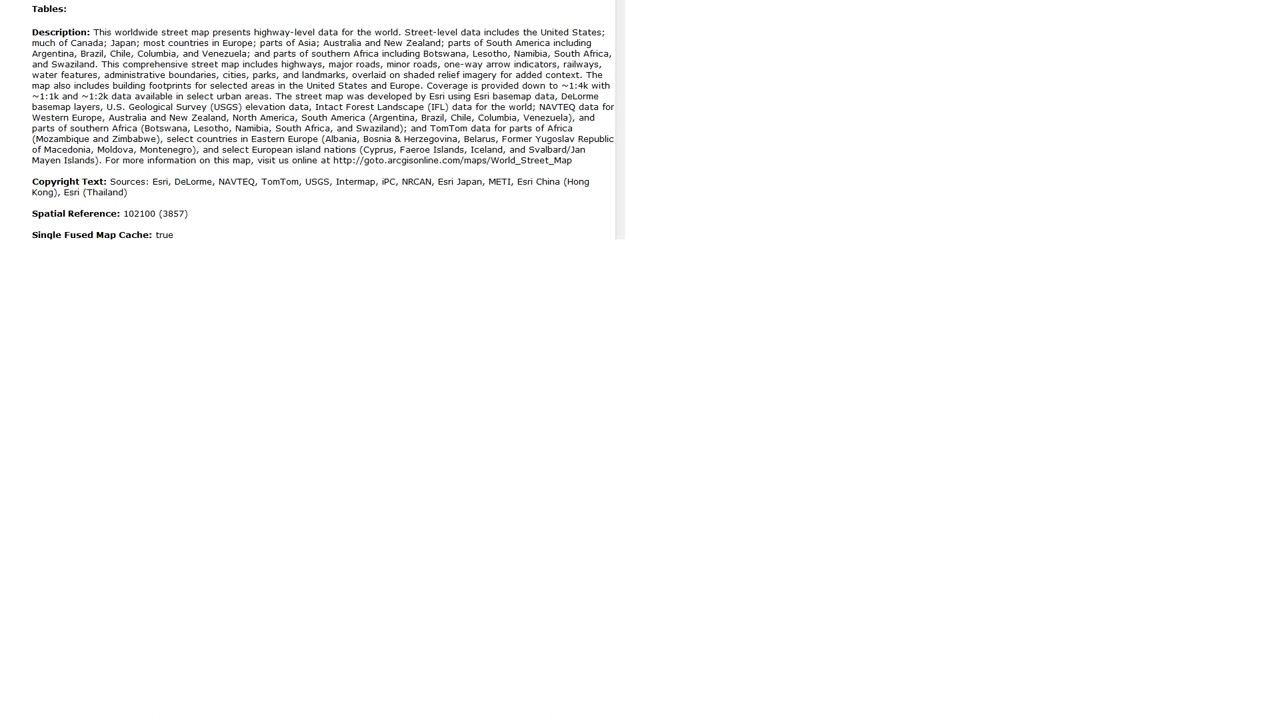 Tables:
Description: This worldwide street map presents highway-level data for the world. Street-level data includes the United States;
much of Canada; Japan; most countries in Europe; parts of Asia; Australia and New Zealand; parts of South America including
Argentina, Brazil, Chile, Columbia, and Venezuela; and parts of southern Africa including Botswana, Lesotho, Namibia, South Africa,
and Swaziland. This comprehensive street map includes highways, major roads, minor roads, one-way arrow indicators, railways,
water features, administrative boundaries, cities, parks, and landmarks, overlaid on shaded relief imagery for added context. The
map also includes building footprints for selected areas in the United States and Europe. Coverage is provided down to ~1:4k with
~1:1k and ~1:2k data available in select urban areas. The street map was developed by Esri using Esri basemap data, DeLorme
basemap layers, U.S. Geological Survey (USGS) elevation data, Intact Forest Landscape (IFL) data for the world; NAVTEQ data for
Western Europe, Australia and New Zealand, North America, South America (Argentina, Brazil, Chile, Columbia, Venezuela), and
parts of southern Africa (Botswana, Lesotho, Namibia, South Africa, and Swaziland); and TomTom data for parts of Africa
(Mozambique and Zimbabwe), select countries in Eastern Europe (Albania, Bosnia & Herzegovina, Belarus, Former Yugoslav Republic
of Macedonia, Moldova, Montenegro), and select European island nations (Cyprus, Faeroe Islands, Iceland, and Svalbard/Jan
Mayen Islands). For more information on this map, visit us online at http://goto.arcgisonline.com/maps/World_Street_Map
Copyright Text: Sources: Esri, DeLorme, NAVTEQ, TomTom, USGS, Intermap, iPC, NRCAN, Esri Japan, METI, Esri China (Hong
Kong), Esri (Thailand)
Spatial Reference: 102100 (3857)
Single Fused Map Cache: true